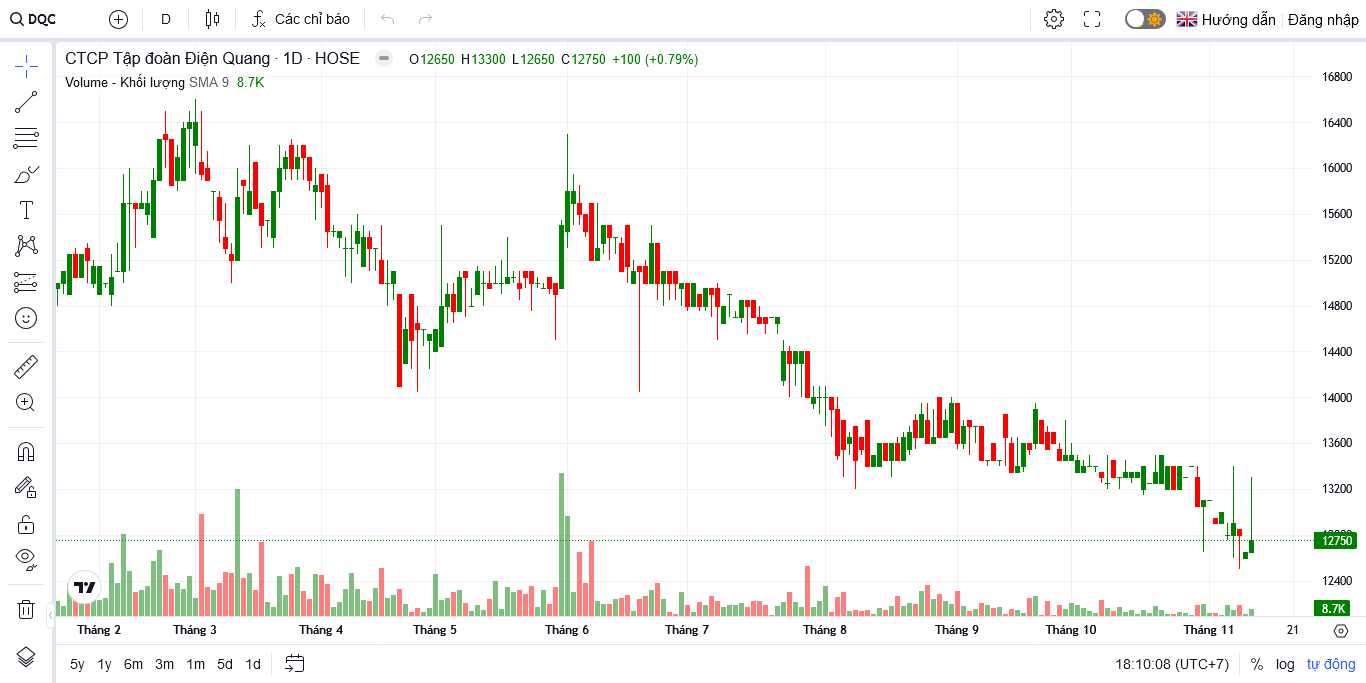 DQC D Các chỉ báo Hướng dẫn Đăng nhập
CTCP Tập đoàn Điện Quang · 1D · HOSE O12650 H13300 L12650 C12750 +100 (+0.79%)
Volume - Khối lượng SMA 9 8.7K
16800
16400
16000
15600
15200
14800
14400
14000
13600
13200
12750
12400
8.7K
Tháng 2 Tháng 3 Tháng 4 Tháng 5 Tháng 6 Tháng 7 Tháng 8 Tháng 9 Tháng 10 Tháng 11 21
5y 1y 6m 3m 1m 5d 1d 18:10:08 (UTC+7) % log tự động